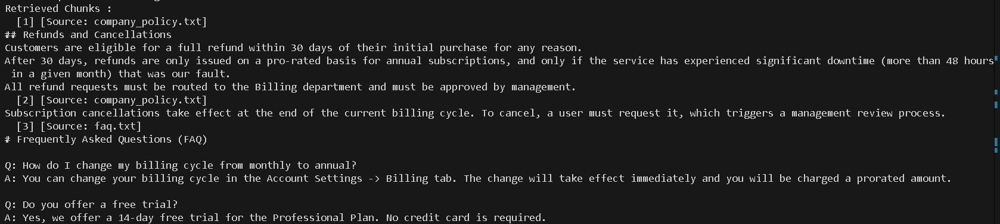 Retrieved Chunks :
[1] [Source: company_policy.txt]
## Refunds and Cancellations
Customers are eligible for a full refund within 30 days of their initial purchase for any reason.
After 30 days, refunds are only issued on a pro-rated basis for annual subscriptions, and only if the service has experienced significant downtime (more than 48 hours
in a given month) that was our fault.
All refund requests must be routed to the Billing department and must be approved by management.
[2] [Source: company_policy.txt]
Subscription cancellations take effect at the end of the current billing cycle. To cancel, a user must request it, which triggers a management review process.
[3] [Source: faq.txt]
# Frequently Asked Questions (FAQ)
Q: How do I change my billing cycle from monthly to annual?
A: You can change your billing cycle in the Account Settings -> Billing tab. The change will take effect immediately and you will be charged a prorated amount.
Q: Do you offer a free trial?
A: Yes, we offer a 14-day free trial for the Professional Plan. No credit card is required.